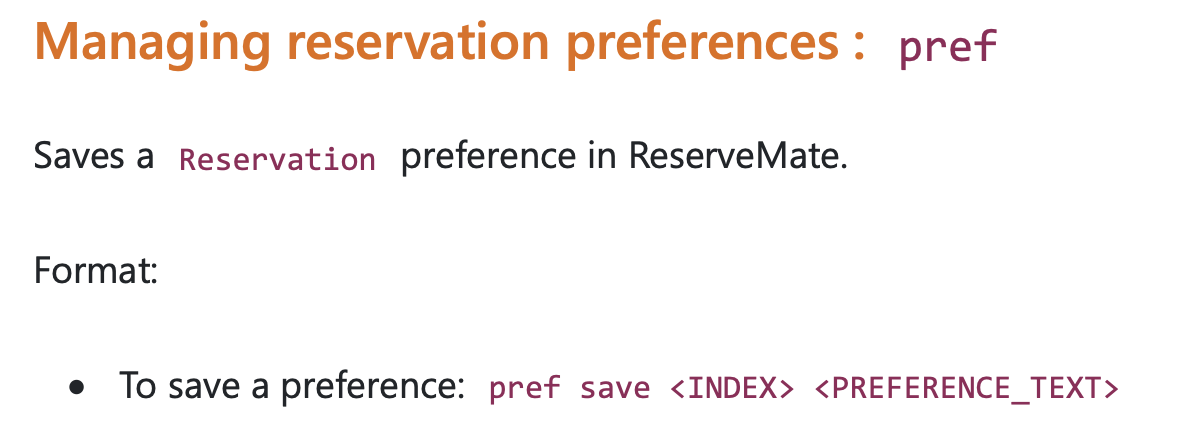 Managing reservation preferences : pref
Saves a Reservation preference in ReserveMate.
Format:
• To save a preference: pref save <INDEX> <PREFERENCE_TEXT>